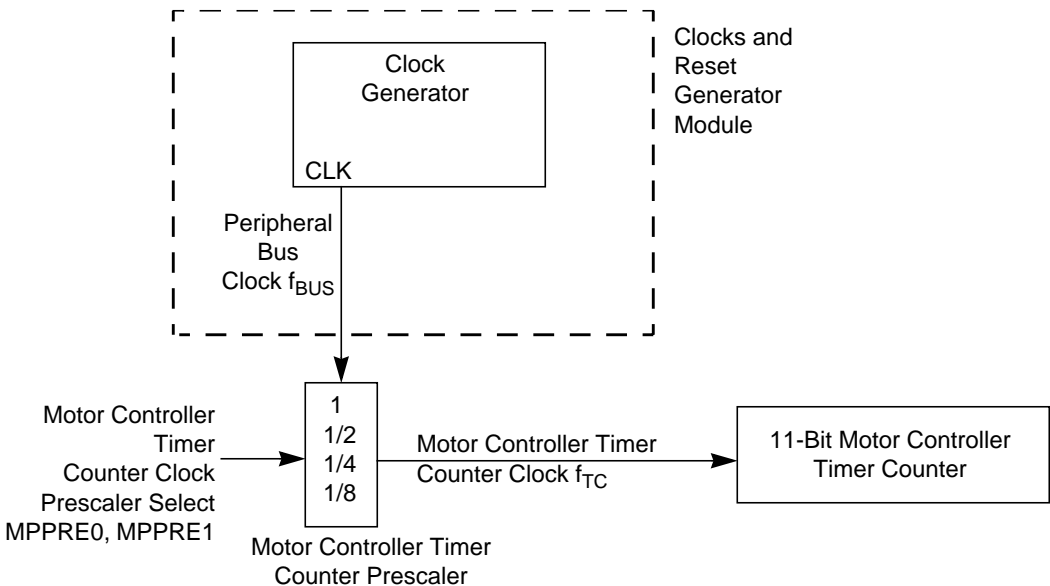 Clocks and
Reset
Generator
Module
Clock
Generator
CLK
Peripheral
Bus
Clock fBUS
Motor Controller
Timer
Counter Clock
Prescaler Select
MPPRE0, MPPRE1
1
1/2
1/4
1/8
Motor Controller Timer
Counter Prescaler
Motor Controller Timer
Counter Clock fTC
11-Bit Motor Controller
Timer Counter